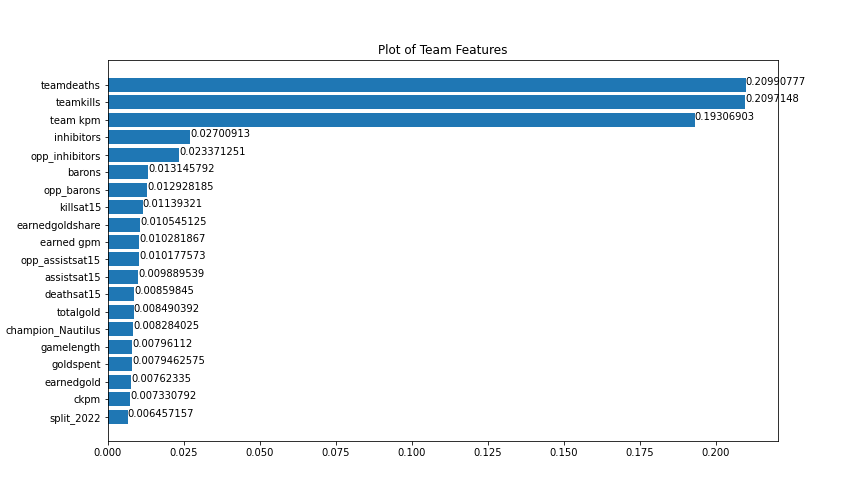 Plot of Team Features
teamdeaths 0.20990777
teamkills 0.2097148
team kpm 0.19306903
inhibitors 0.02700913
opp_inhibitors 0.023371251
barons 0.013145792
opp_barons 0.012928185
killsat15 0.01139321
earnedgoldshare 0.010545125
earned gpm 0.010281867
opp_assistsat15 0.010177573
assistsat15 0.009889539
deathsat15 0.00859845
totalgold 0.008490392
champion_Nautilus 0.008284025
gamelength 0.00796112
goldspent 0.0079462575
earnedgold 0.00762335
ckpm 0.007330792
split_2022 0.006457157
0.000 0.025 0.050 0.075 0.100 0.125 0.150 0.175 0.200